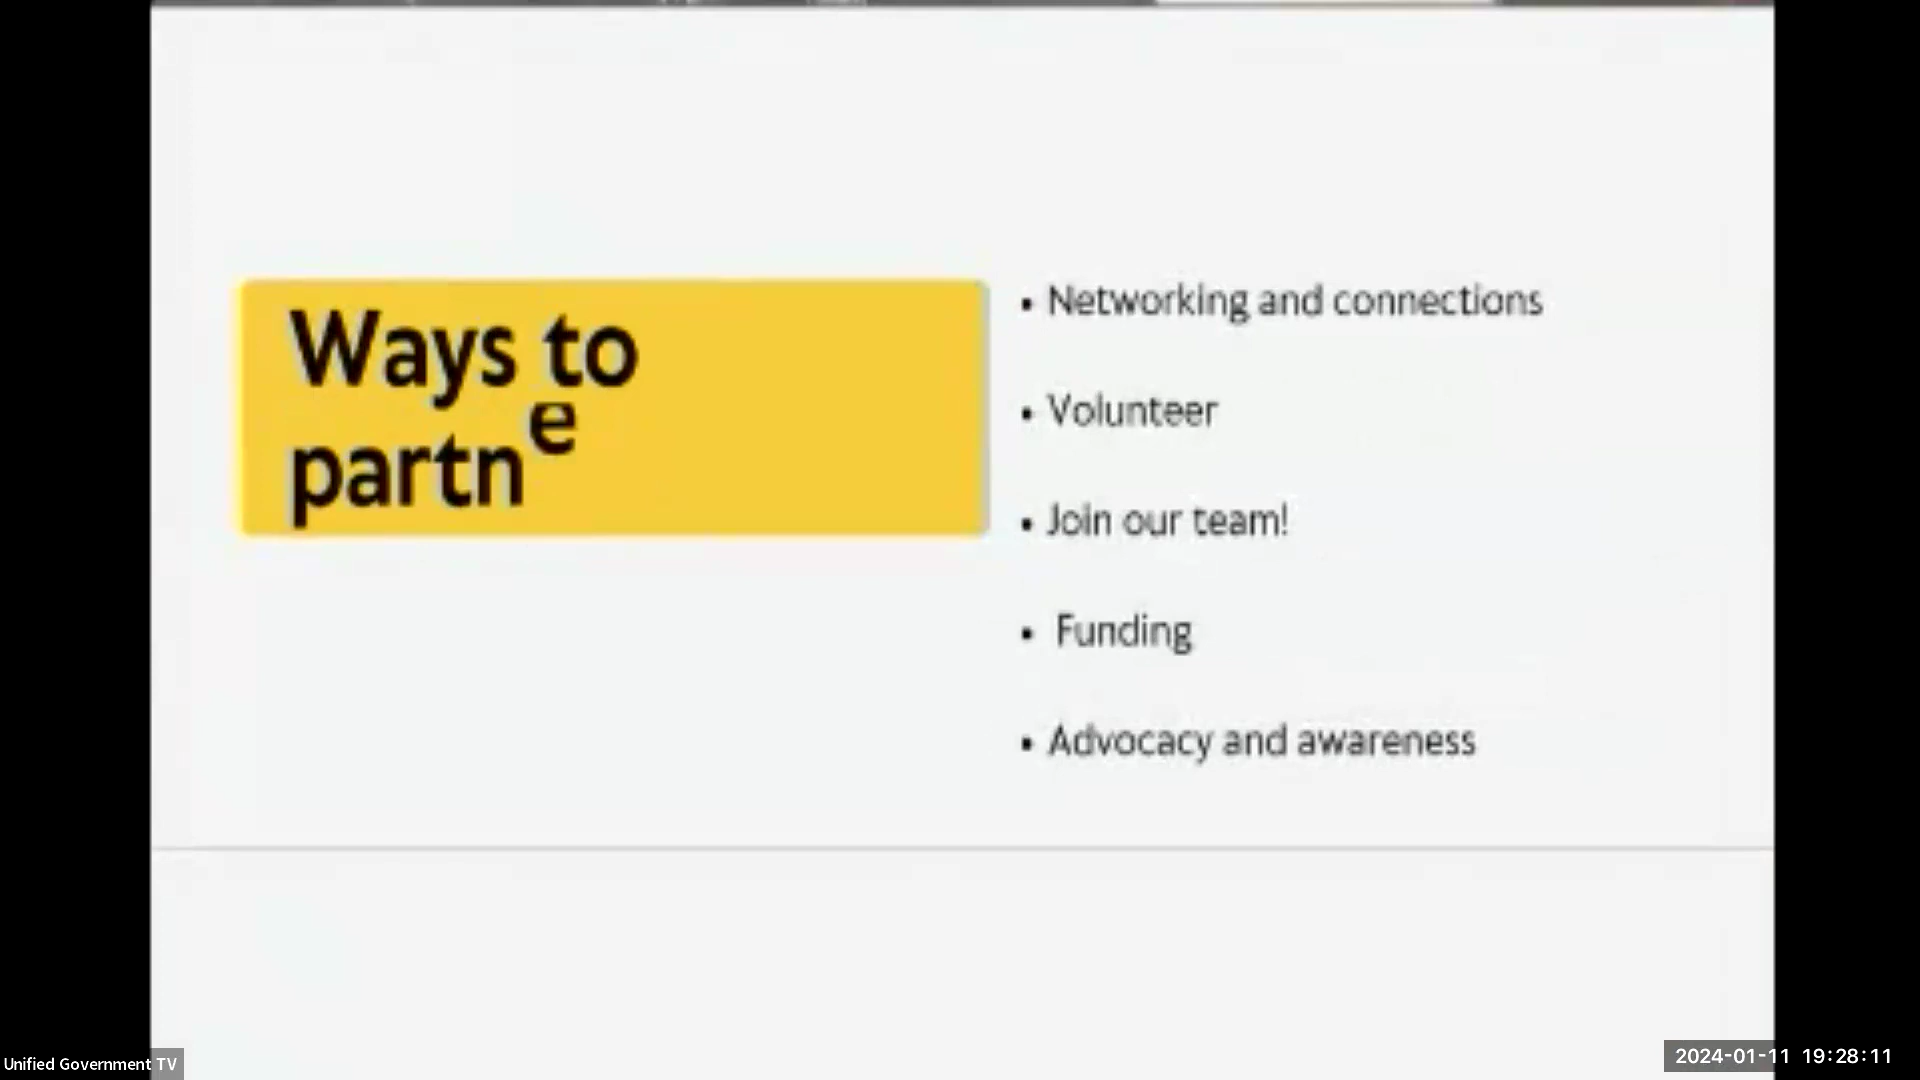 Ways to
partne
• Networking and connections
• Volunteer
• Join our team!
• Funding
• Advocacy and awareness
Unified Government TV
2024-01-11 19:28:11